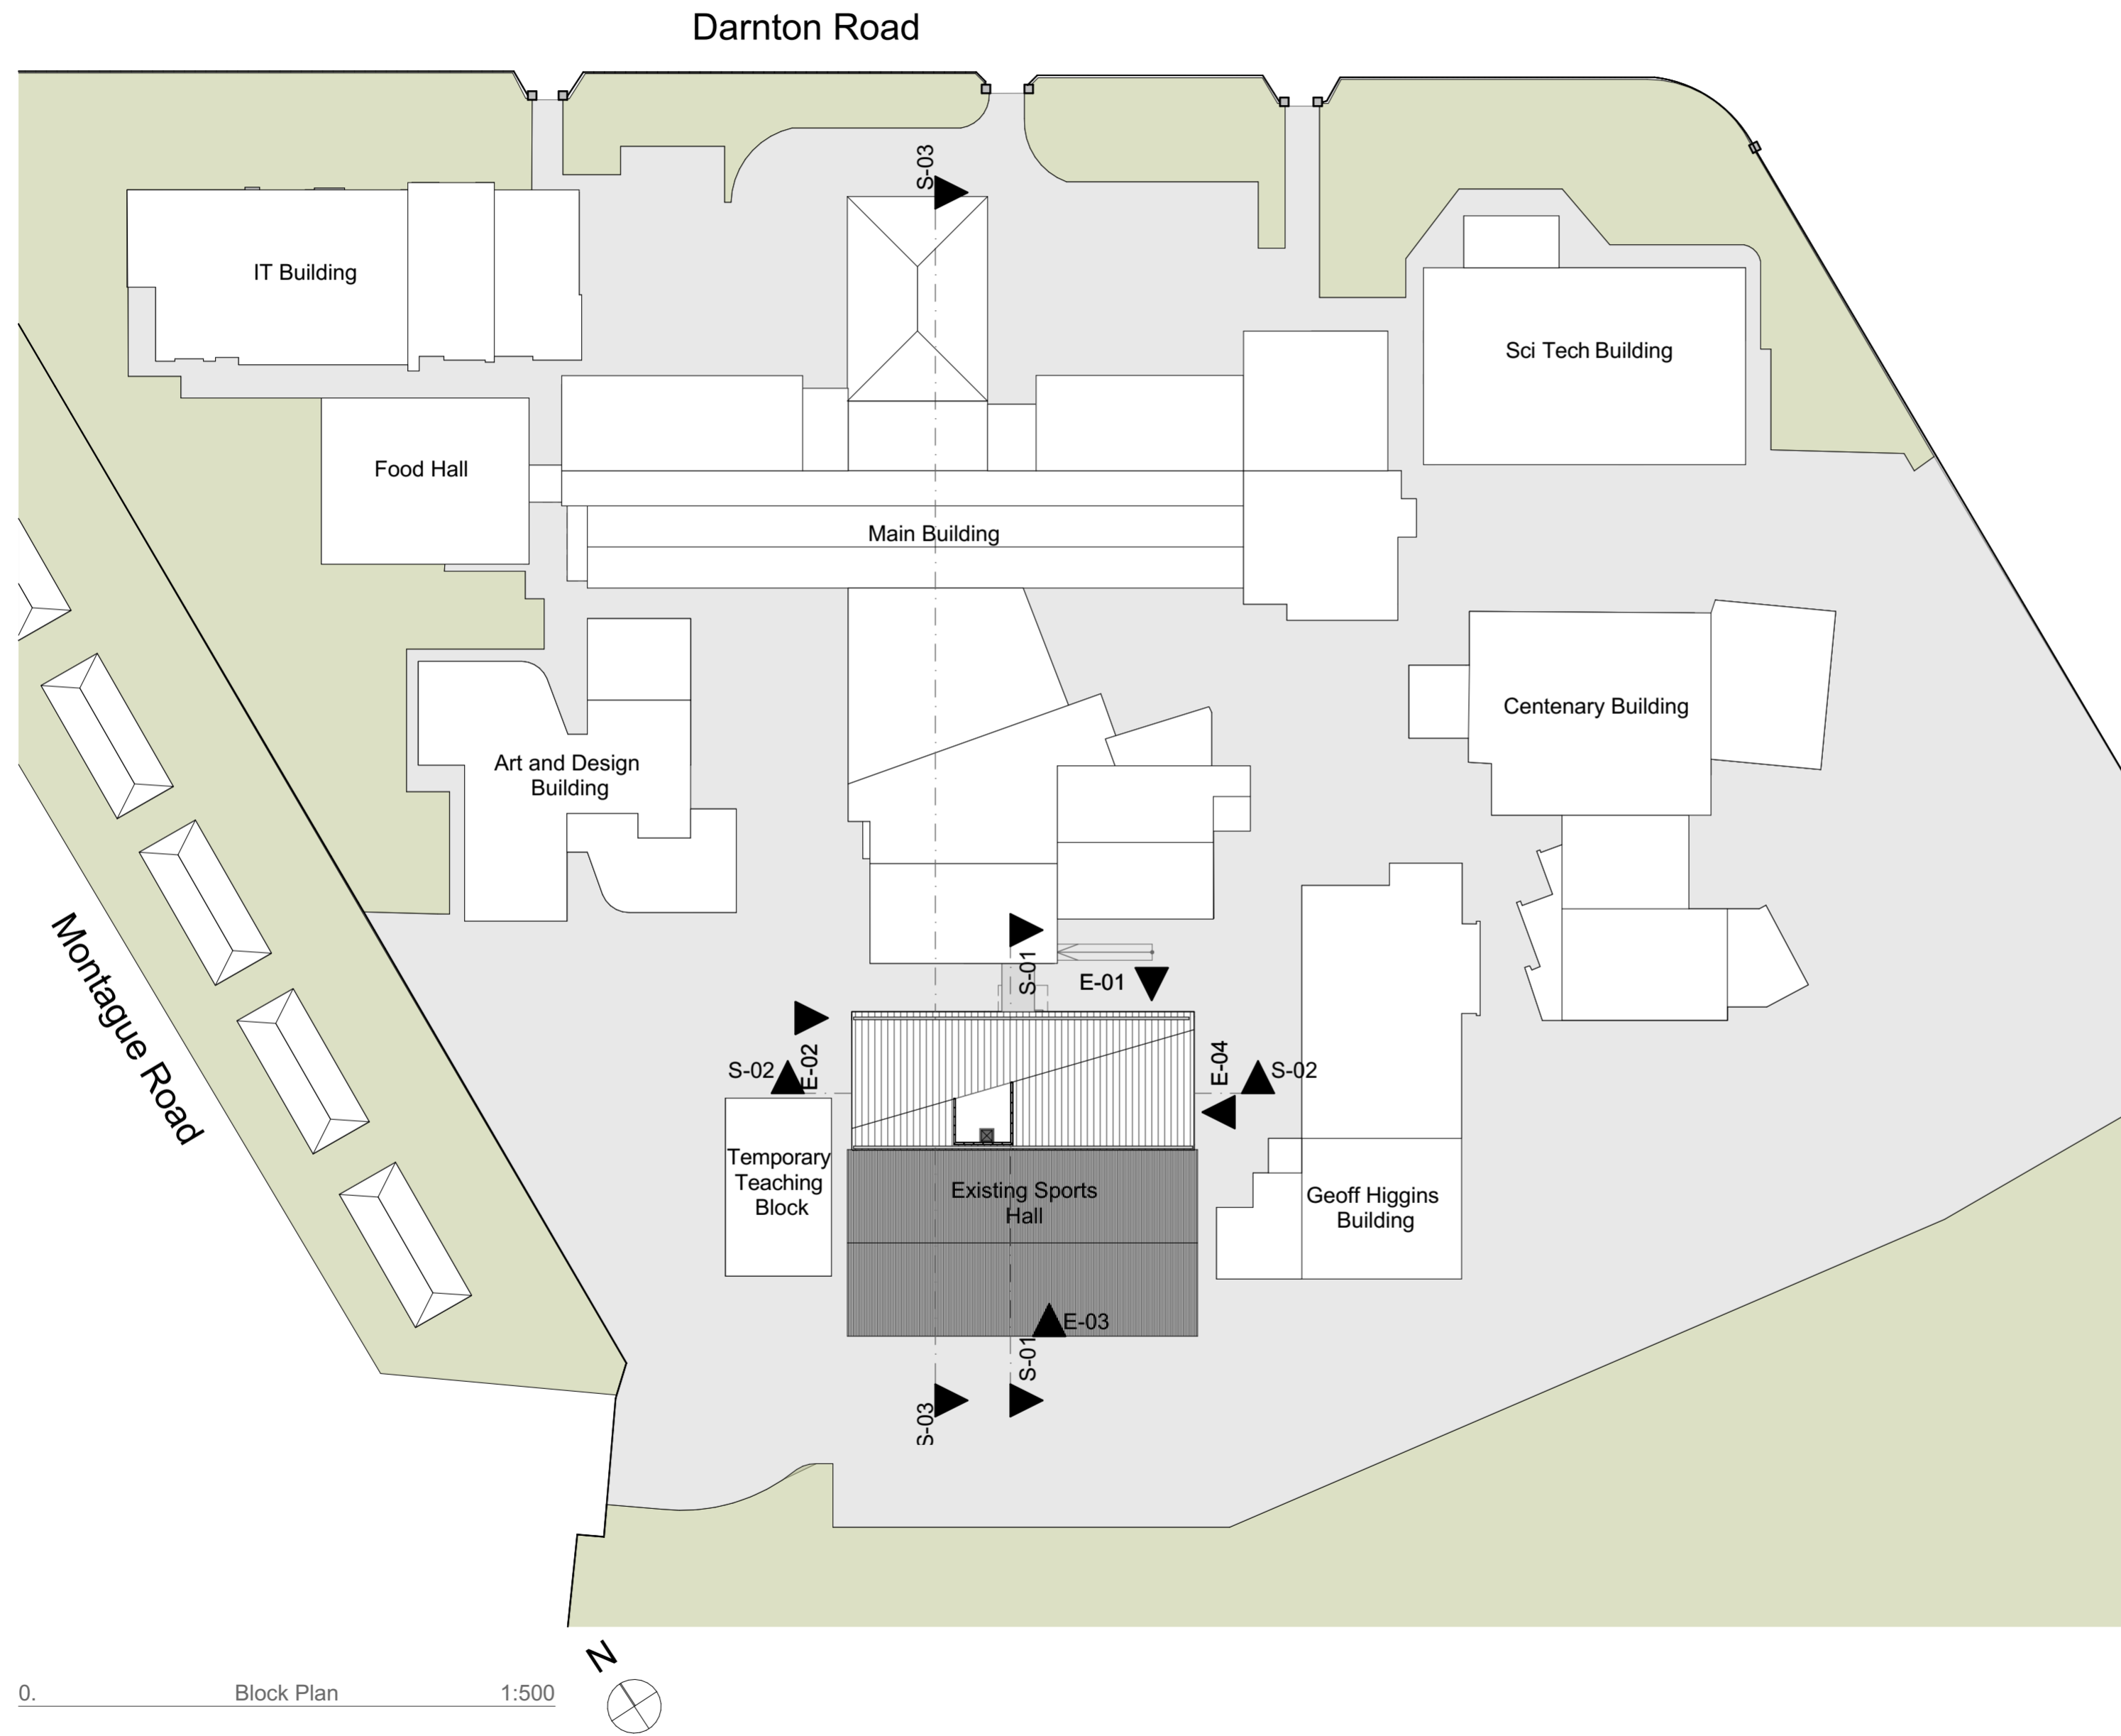 Darnton Road
S-03
IT Building
Sci Tech Building
Food Hall
Main Building
Centenary Building
Art and Design
Building
Montague Road
S-01
E-01
E-02
S-02
E-04
S-02
Temporary
Teaching
Block
Existing Sports
Hall
Geoff Higgins
Building
E-03
S-01
S-03
N
0.
Block Plan
1:500